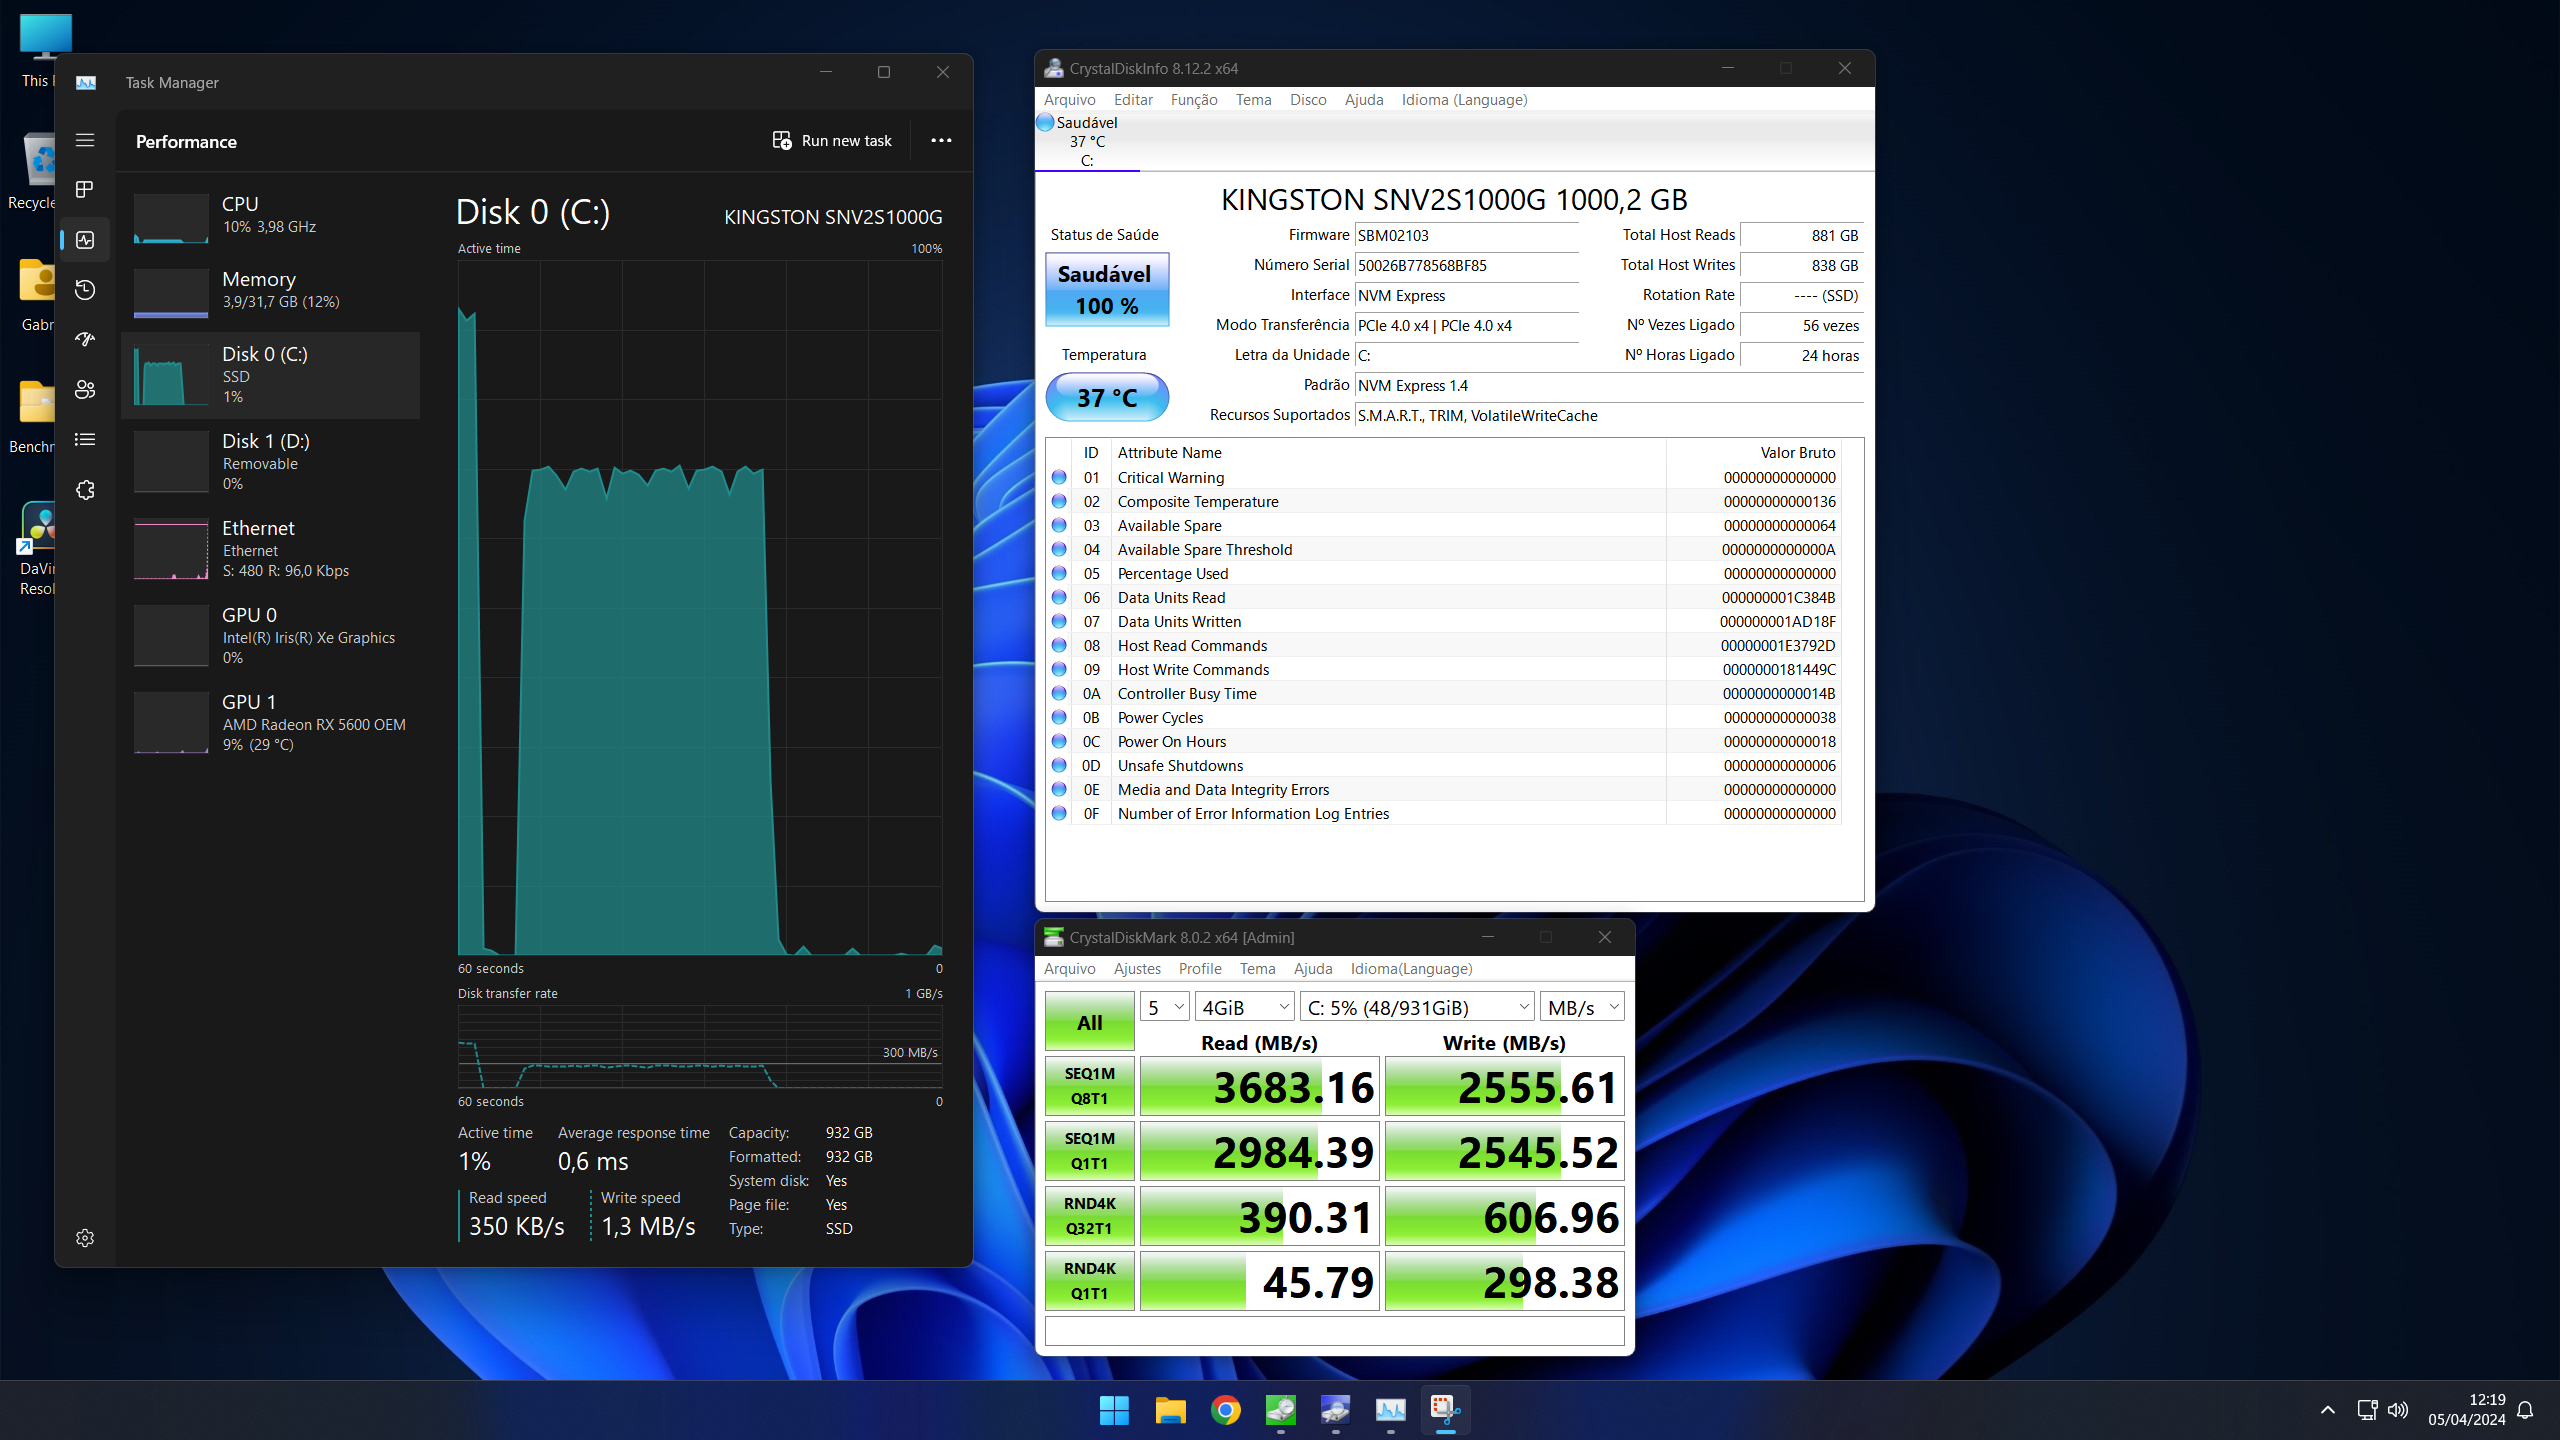 This
Recycle
Gabr
Benchn
DaVin
Resol
Task Manager
Performance
Run new task
CPU
10% 3,98 GHz
Memory
3,9/31,7 GB (12%)
Disk 0 (C:)
SSD
1%
Disk 1 (D:)
Removable
0%
Ethernet
Ethernet
S: 480 R: 96,0 Kbps
GPU 0
Intel(R) Iris(R) Xe Graphics
0%
GPU 1
AMD Radeon RX 5600 OEM
9% (29 °C)
Disk 0 (C:)
KINGSTON SNV2S1000G
Active time
100%
60 seconds
0
Disk transfer rate
1 GB/s
300 MB/s
60 seconds
0
Active time
1%
Average response time
0,6 ms
Read speed
350 KB/s
Write speed
1,3 MB/s
Capacity: 932 GB
Formatted: 932 GB
System disk: Yes
Page file: Yes
Type: SSD
CrystalDiskInfo 8.12.2 x64
Arquivo Editar Função Tema Disco Ajuda Idioma (Language)
Saudável
37 °C
C:
KINGSTON SNV2S1000G 1000,2 GB
Status de Saúde
Saudável
100 %
Temperatura
37 °C
Firmware SBM02103
Número Serial 50026B778568BF85
Interface NVM Express
Modo Transferência PCIe 4.0 x4 | PCIe 4.0 x4
Letra da Unidade C:
Padrão NVM Express 1.4
Recursos Suportados S.M.A.R.T., TRIM, VolatileWriteCache
Total Host Reads 881 GB
Total Host Writes 838 GB
Rotation Rate ---- (SSD)
Nº Vezes Ligado 56 vezes
Nº Horas Ligado 24 horas
ID Attribute Name Valor Bruto
01 Critical Warning 00000000000000
02 Composite Temperature 00000000000136
03 Available Spare 00000000000064
04 Available Spare Threshold 0000000000000A
05 Percentage Used 00000000000000
06 Data Units Read 000000001C384B
07 Data Units Written 000000001AD18F
08 Host Read Commands 00000001E3792D
09 Host Write Commands 0000000181449C
0A Controller Busy Time 0000000000014B
0B Power Cycles 00000000000038
0C Power On Hours 00000000000018
0D Unsafe Shutdowns 00000000000006
0E Media and Data Integrity Errors 00000000000000
0F Number of Error Information Log Entries 00000000000000
CrystalDiskMark 8.0.2 x64 [Admin]
Arquivo Ajustes Profile Tema Ajuda Idioma(Language)
All
5 4GiB C: 5% (48/931GiB) MB/s
Read (MB/s) Write (MB/s)
SEQ1M
Q8T1
3683.16 2555.61
SEQ1M
Q1T1
2984.39 2545.52
RND4K
Q32T1
390.31 606.96
RND4K
Q1T1
45.79 298.38
12:19
05/04/2024